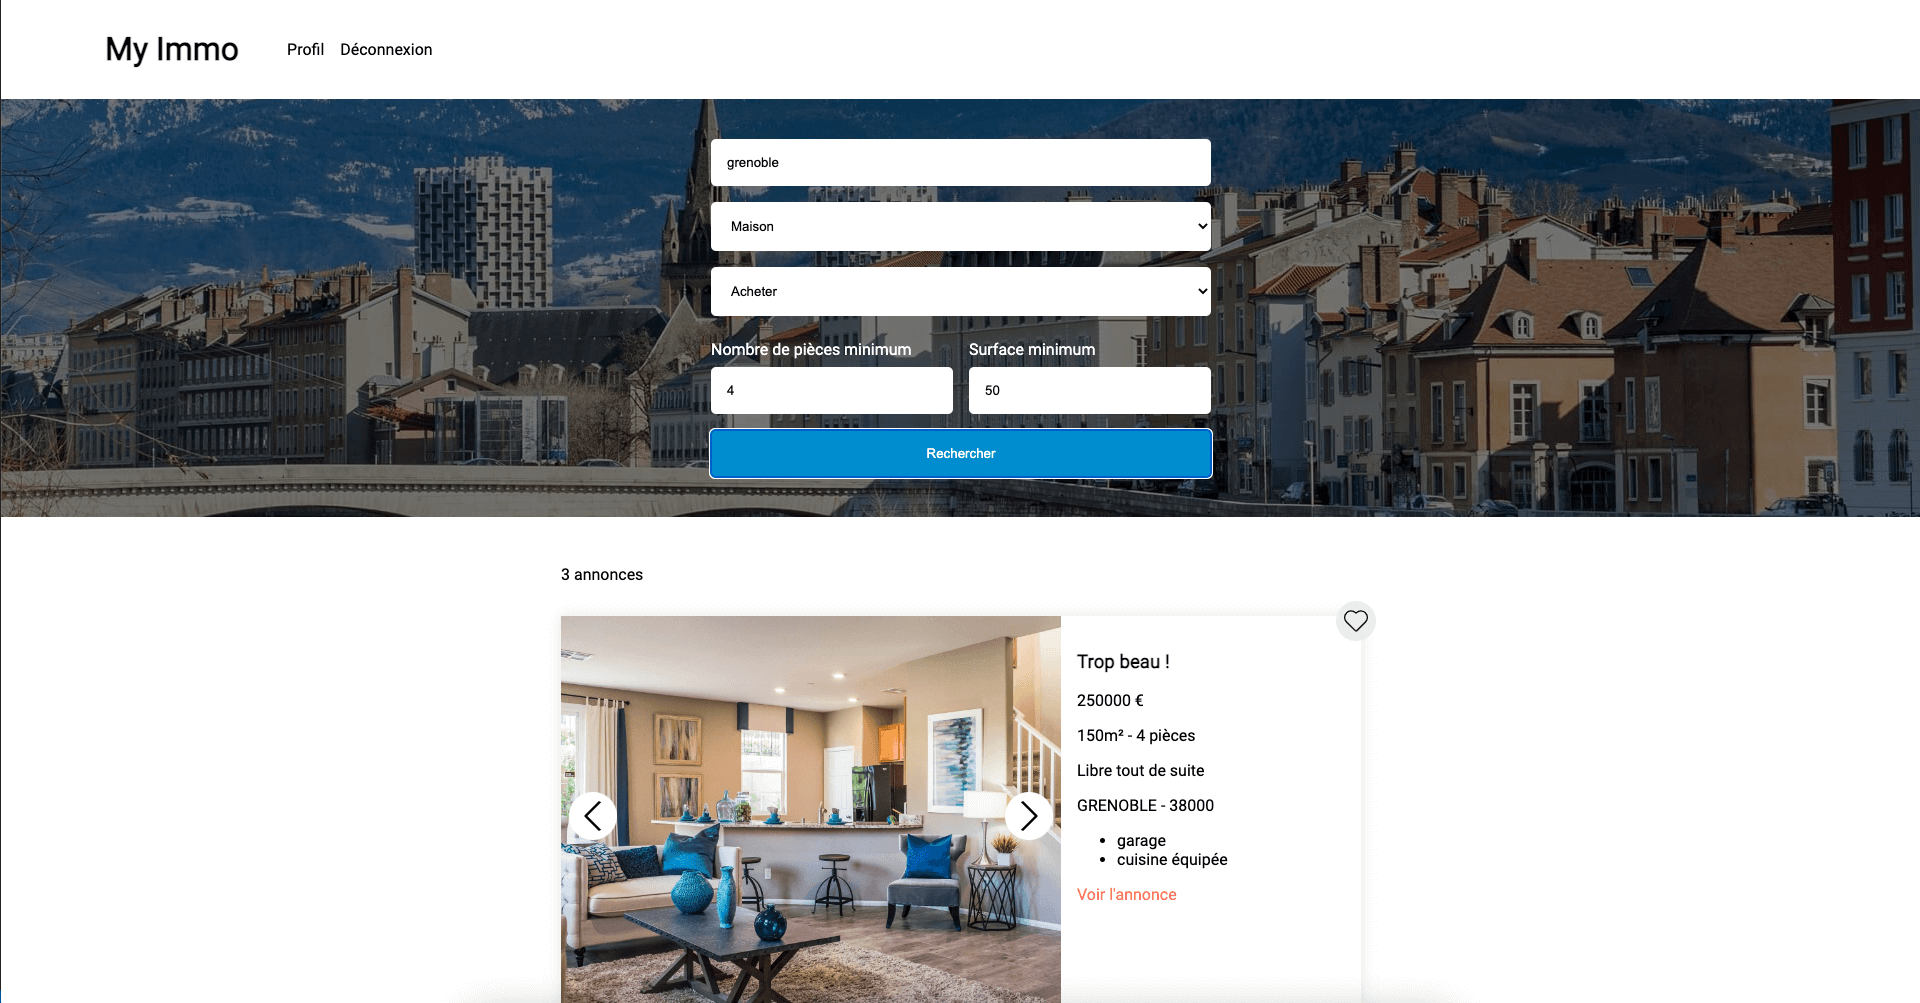 My Immo
Profil Déconnexion
grenoble
Maison
Acheter
Nombre de pièces minimum Surface minimum
4 50
Rechercher
3 annonces
Trop beau !
250000 €
150m² - 4 pièces
Libre tout de suite
GRENOBLE - 38000
• garage
• cuisine équipée
Voir l'annonce